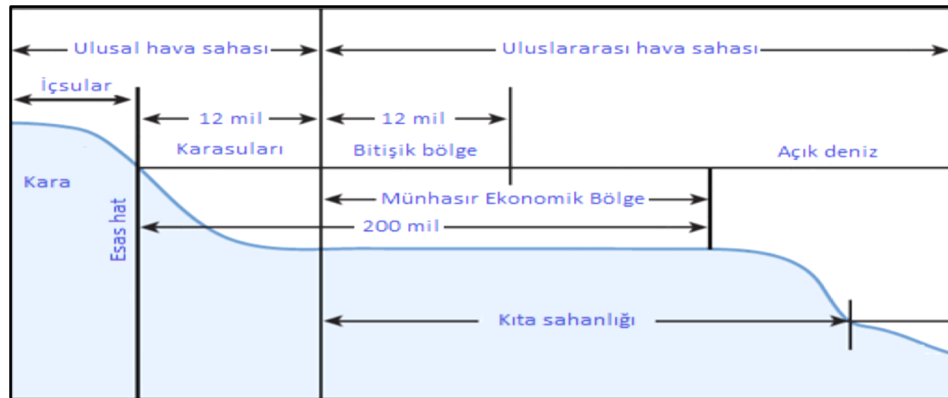 Ulusal hava sahası
Uluslararası hava sahası
İçsular
12 mil
12 mil
Karasuları
Bitişik bölge
Açık deniz
Kara
Münhasır Ekonomik Bölge
Esas hat
200 mil
Kıta sahanlığı